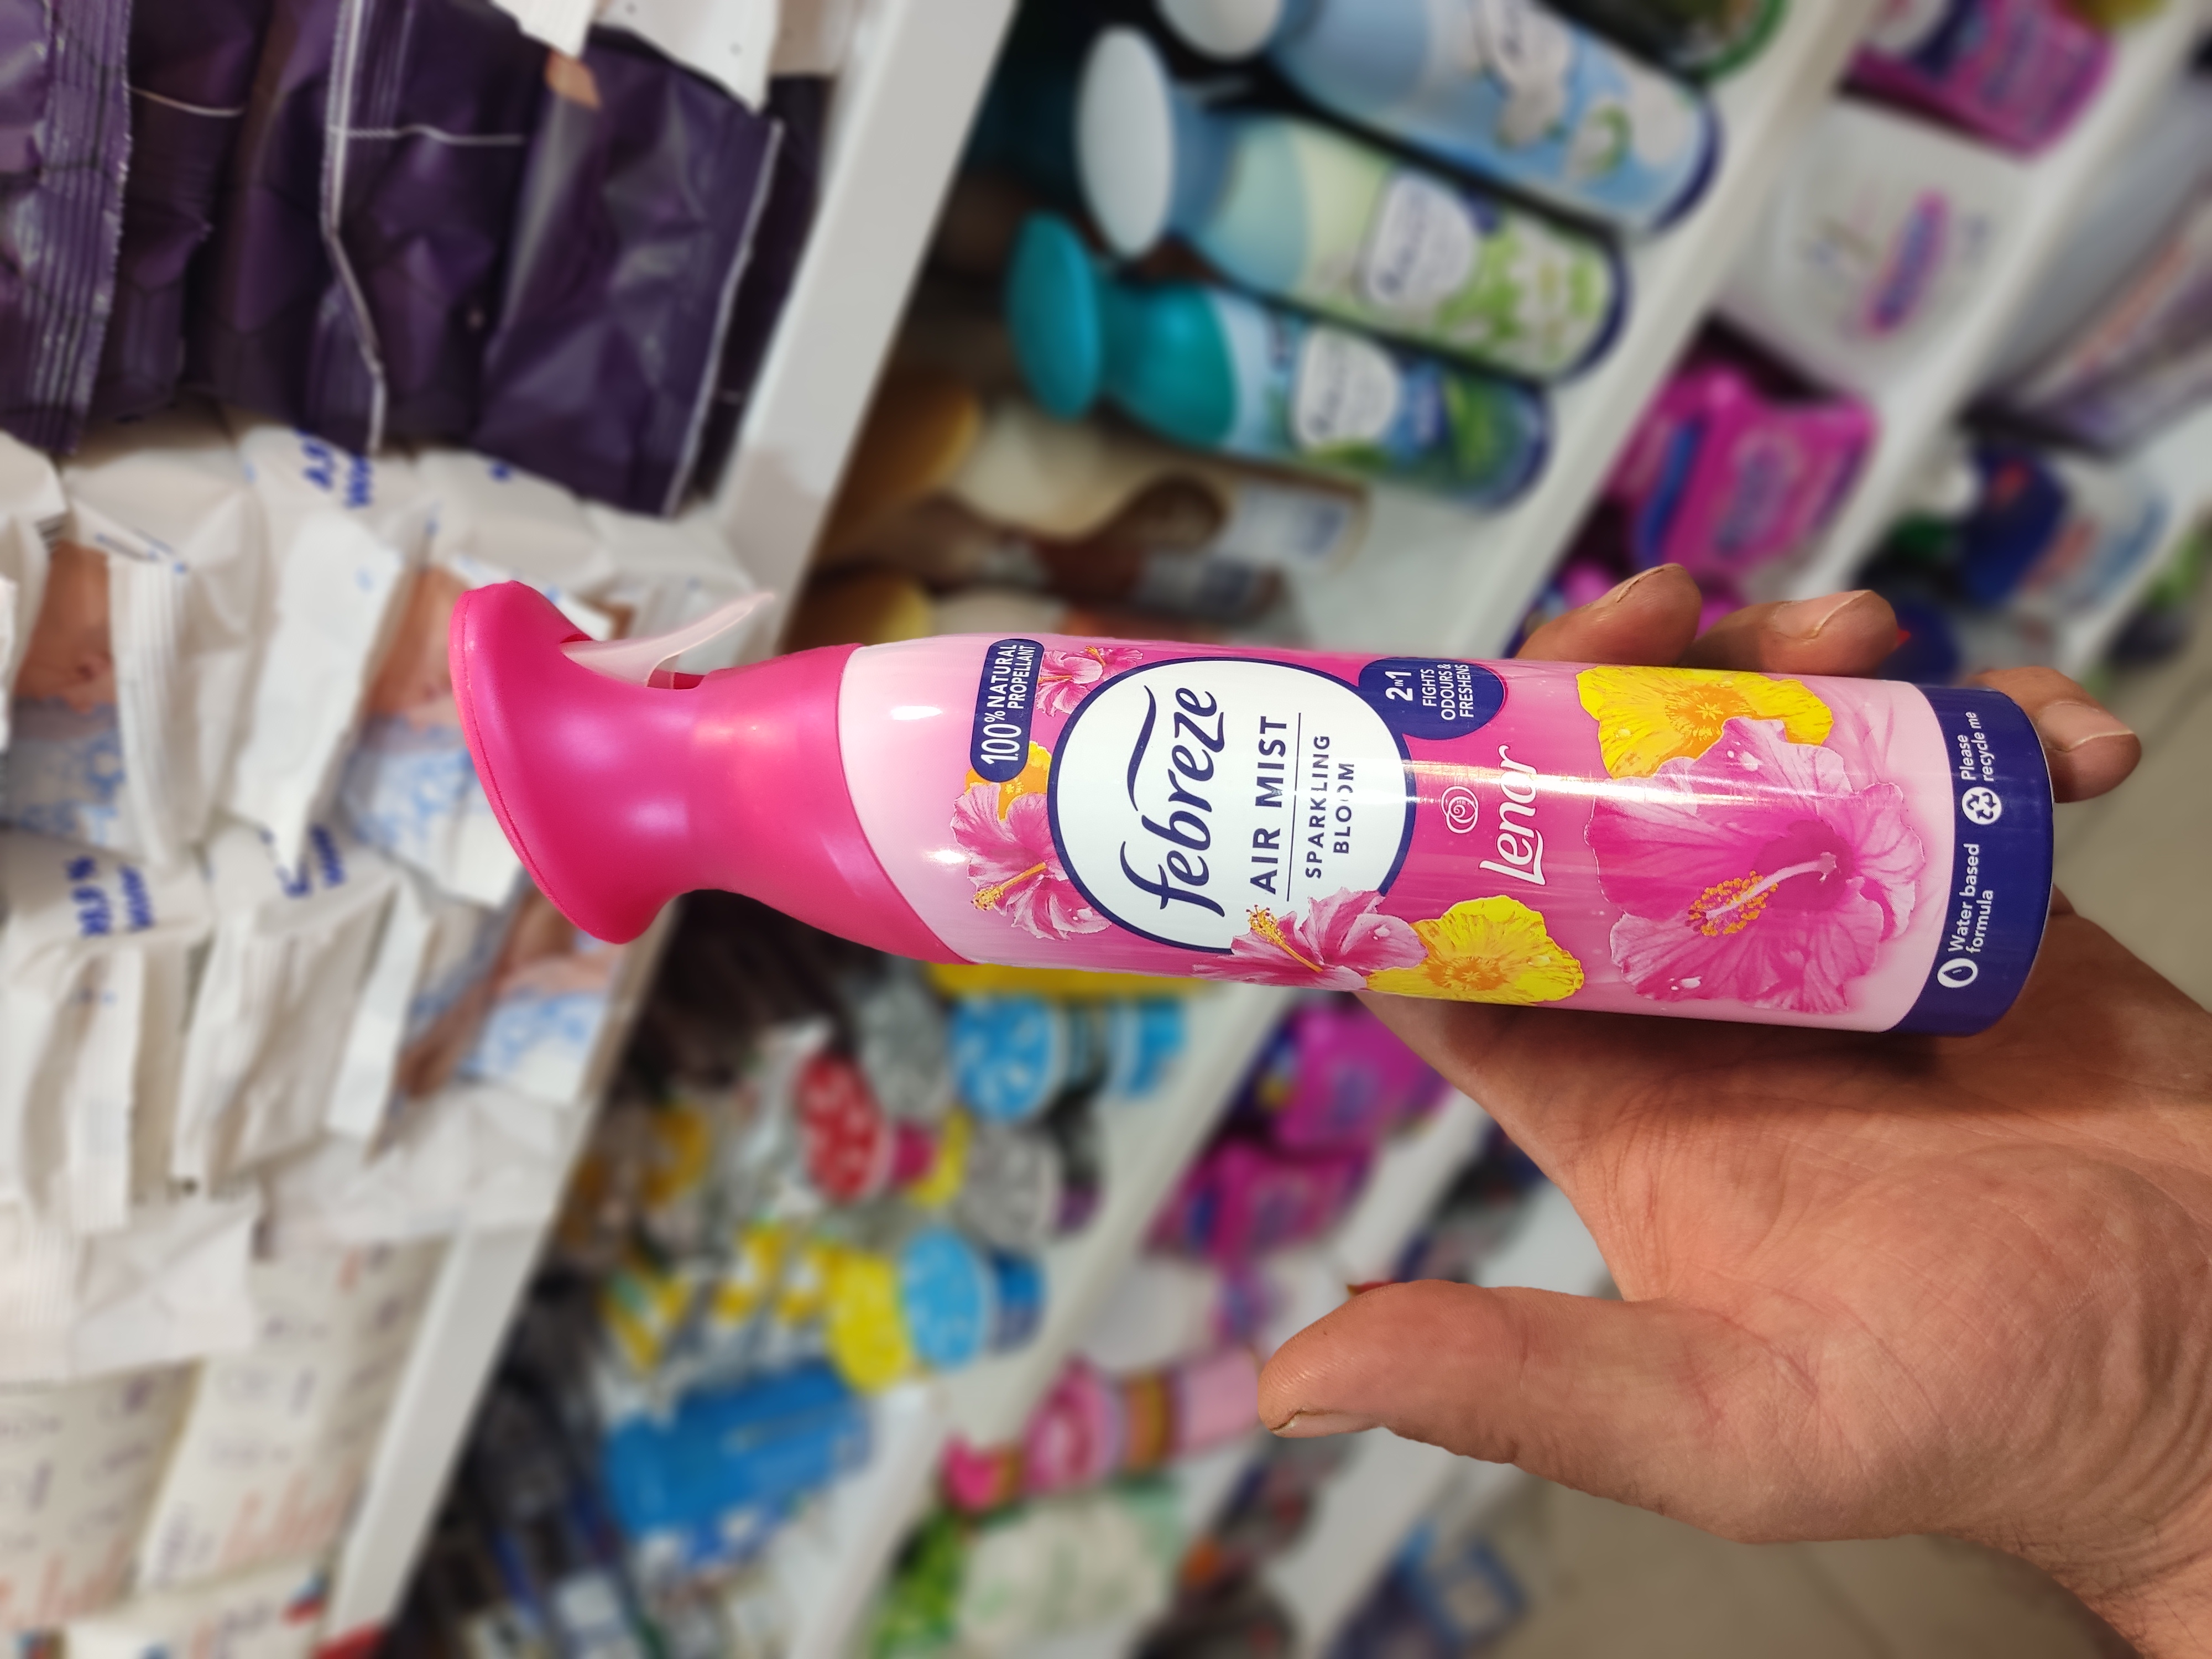 100% NATURAL
PROPELLANT
febreze
AIR MIST
SPARKLING
BLOOM
2in1
FIGHTS
ODOURS &
FRESHENS
Lenor
Water based
formula
Please
recycle me